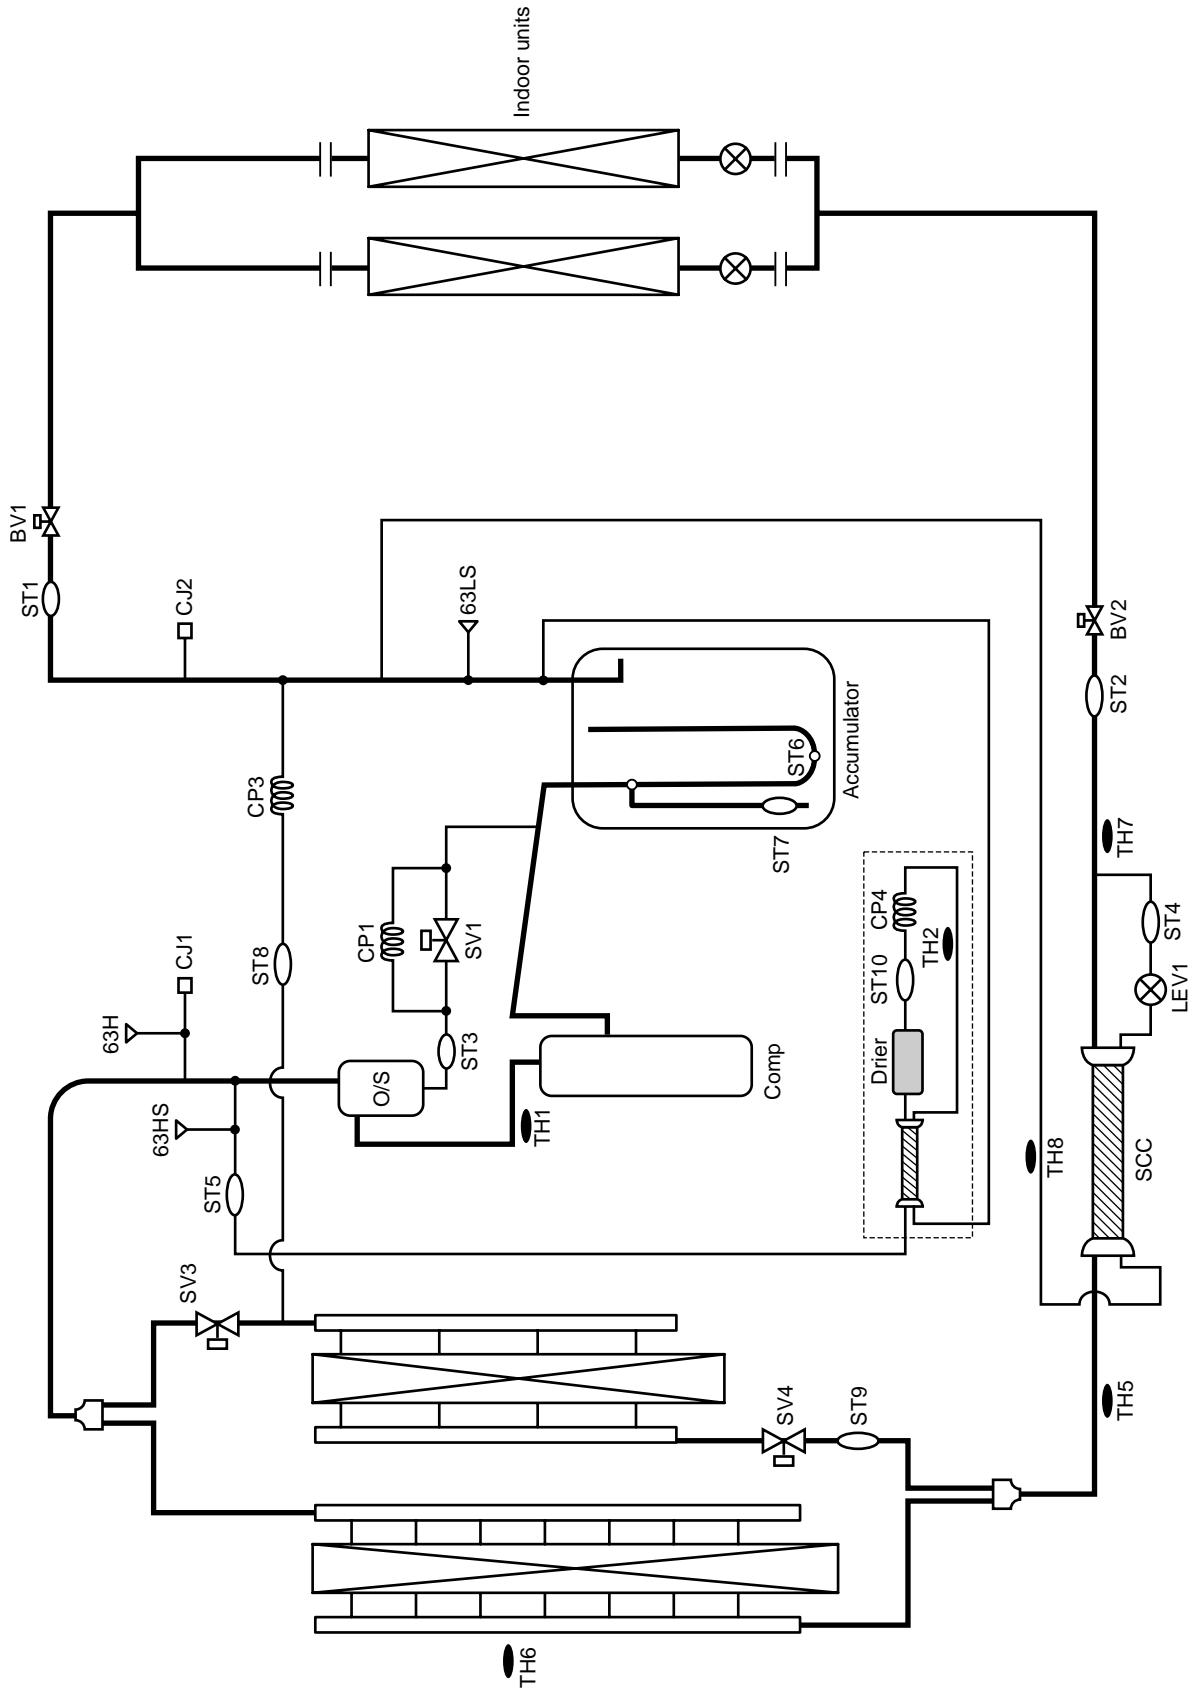 Indoor units
BV1
ST1
CJ2
63LS
BV2
ST2
CP3
ST6
Accumulator
ST7
TH7
CJ1
ST8
CP1
SV1
CP4
TH2
ST10
ST4
LEV1
63H
ST3
Drier
O/S
Comp
63HS
TH1
TH8
SCC
ST5
SV3
SV4
ST9
TH5
TH6